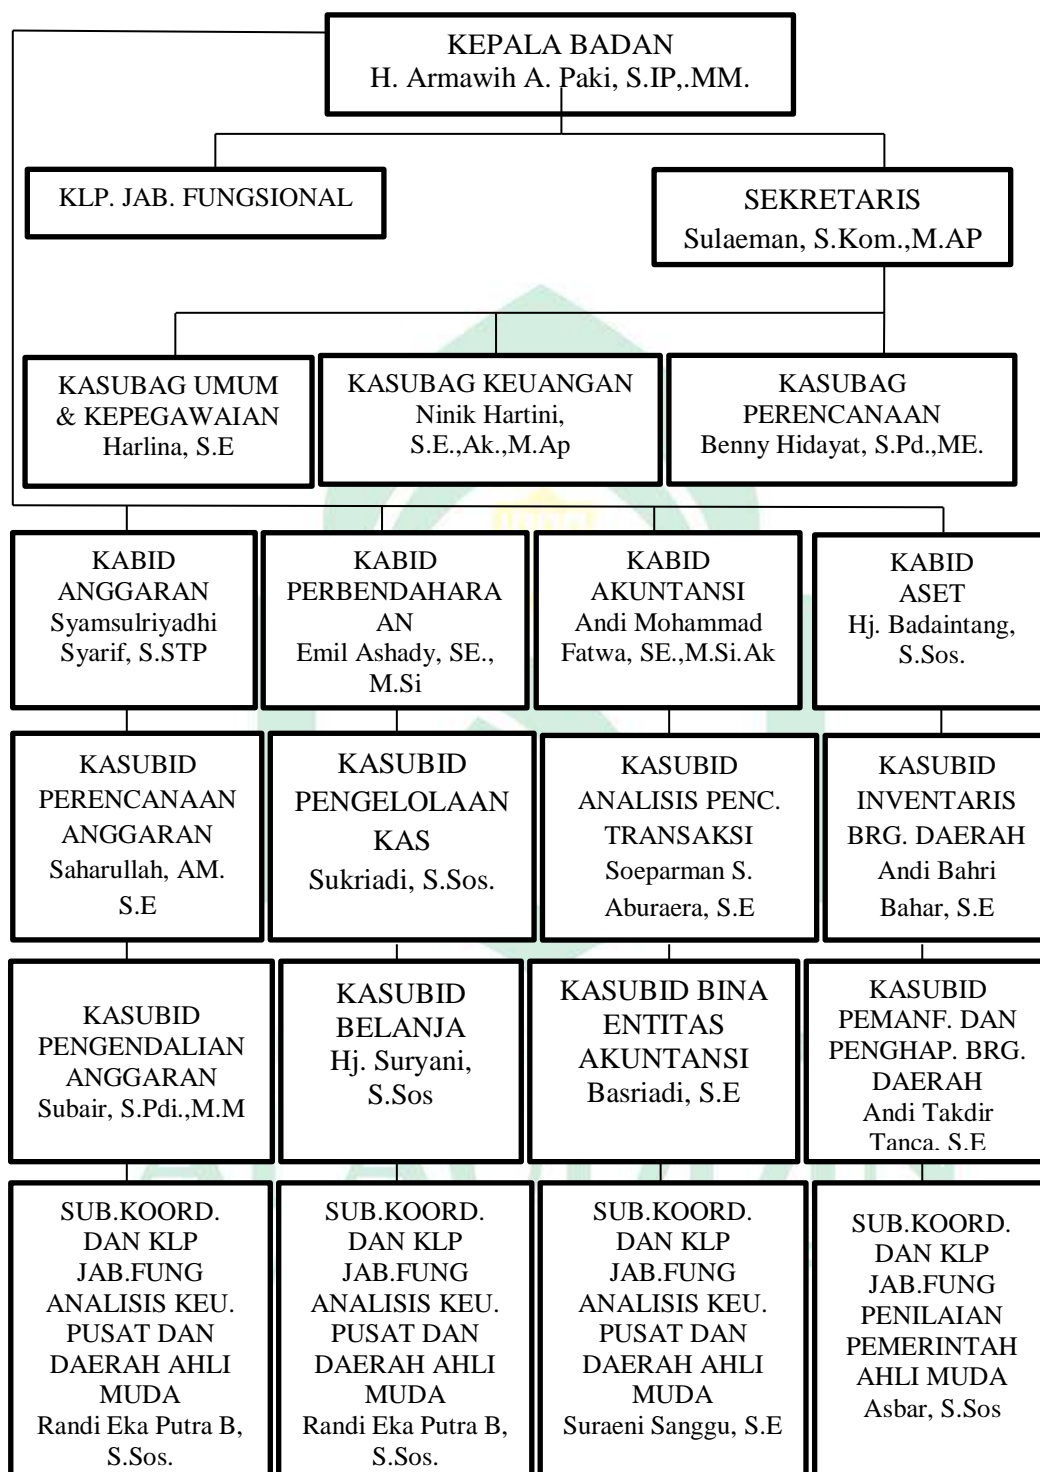 KEPALA BADAN
H. Armawih A. Paki, S.IP,.MM.
KLP. JAB. FUNGSIONAL
SEKRETARIS
Sulaeman, S.Kom.,M.AP
KASUBAG UMUM
& KEPEGAWAIAN
Harlina, S.E
KASUBAG KEUANGAN
Ninik Hartini,
S.E.,Ak.,M.Ap
KASUBAG
PERENCANAAN
Benny Hidayat, S.Pd.,ME.
KABID
ANGGARAN
Syamsulriyadhi
Syarif, S.STP
KABID
PERBENDAHARA
AN
Emil Ashady, SE.,
M.Si
KABID
AKUNTANSI
Andi Mohammad
Fatwa, SE.,M.Si.Ak
KABID
ASET
Hj. Badaintang,
S.Sos.
KASUBID
PERENCANAAN
ANGGARAN
Saharullah, AM.
S.E
KASUBID
PENGELOLAAN
KAS
Sukriadi, S.Sos.
KASUBID
ANALISIS PENC.
TRANSAKSI
Soeparman S.
Aburaera, S.E
KASUBID
INVENTARIS
BRG. DAERAH
Andi Bahri
Bahar, S.E
KASUBID
PENGENDALIAN
ANGGARAN
Subair, S.Pdi.,M.M
KASUBID
BELANJA
Hj. Suryani,
S.Sos
KASUBID BINA
ENTITAS
AKUNTANSI
Basriadi, S.E
KASUBID
PEMANF. DAN
PENGHAP. BRG.
DAERAH
Andi Takdir
Tanca, S.E
SUB.KOORD.
DAN KLP
JAB.FUNG
ANALISIS KEU.
PUSAT DAN
DAERAH AHLI
MUDA
Randi Eka Putra B,
S.Sos.
SUB.KOORD.
DAN KLP
JAB.FUNG
ANALISIS KEU.
PUSAT DAN
DAERAH AHLI
MUDA
Randi Eka Putra B,
S.Sos.
SUB.KOORD.
DAN KLP
JAB.FUNG
ANALISIS KEU.
PUSAT DAN
DAERAH AHLI
MUDA
Suraeni Sanggu, S.E
SUB.KOORD.
DAN KLP
JAB.FUNG
PENILAIAN
PEMERINTAH
AHLI MUDA
Asbar, S.Sos